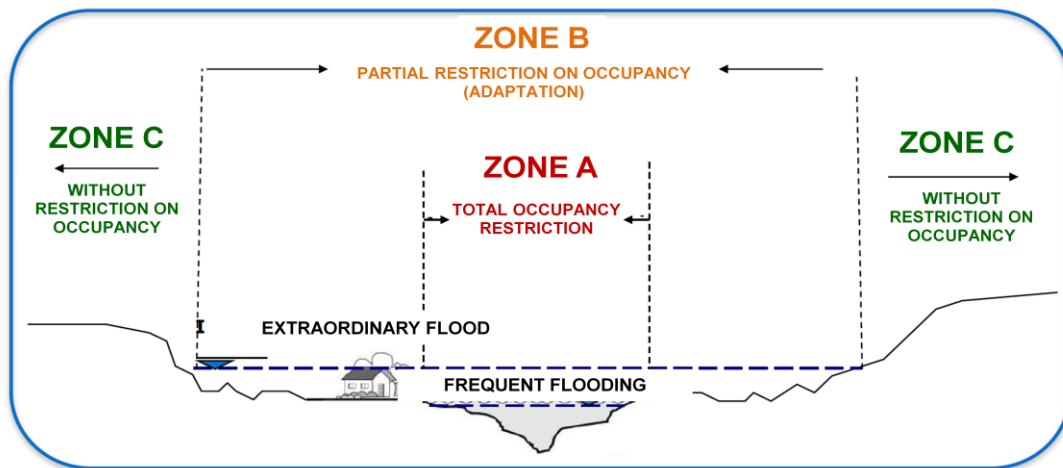 ZONE B
PARTIAL RESTRICTION ON OCCUPANCY
(ADAPTATION)
ZONE C
WITHOUT
RESTRICTION ON
OCCUPANCY
ZONE A
TOTAL OCCUPANCY
RESTRICTION
ZONE C
WITHOUT
RESTRICTION ON
OCCUPANCY
EXTRAORDINARY FLOOD
FREQUENT FLOODING